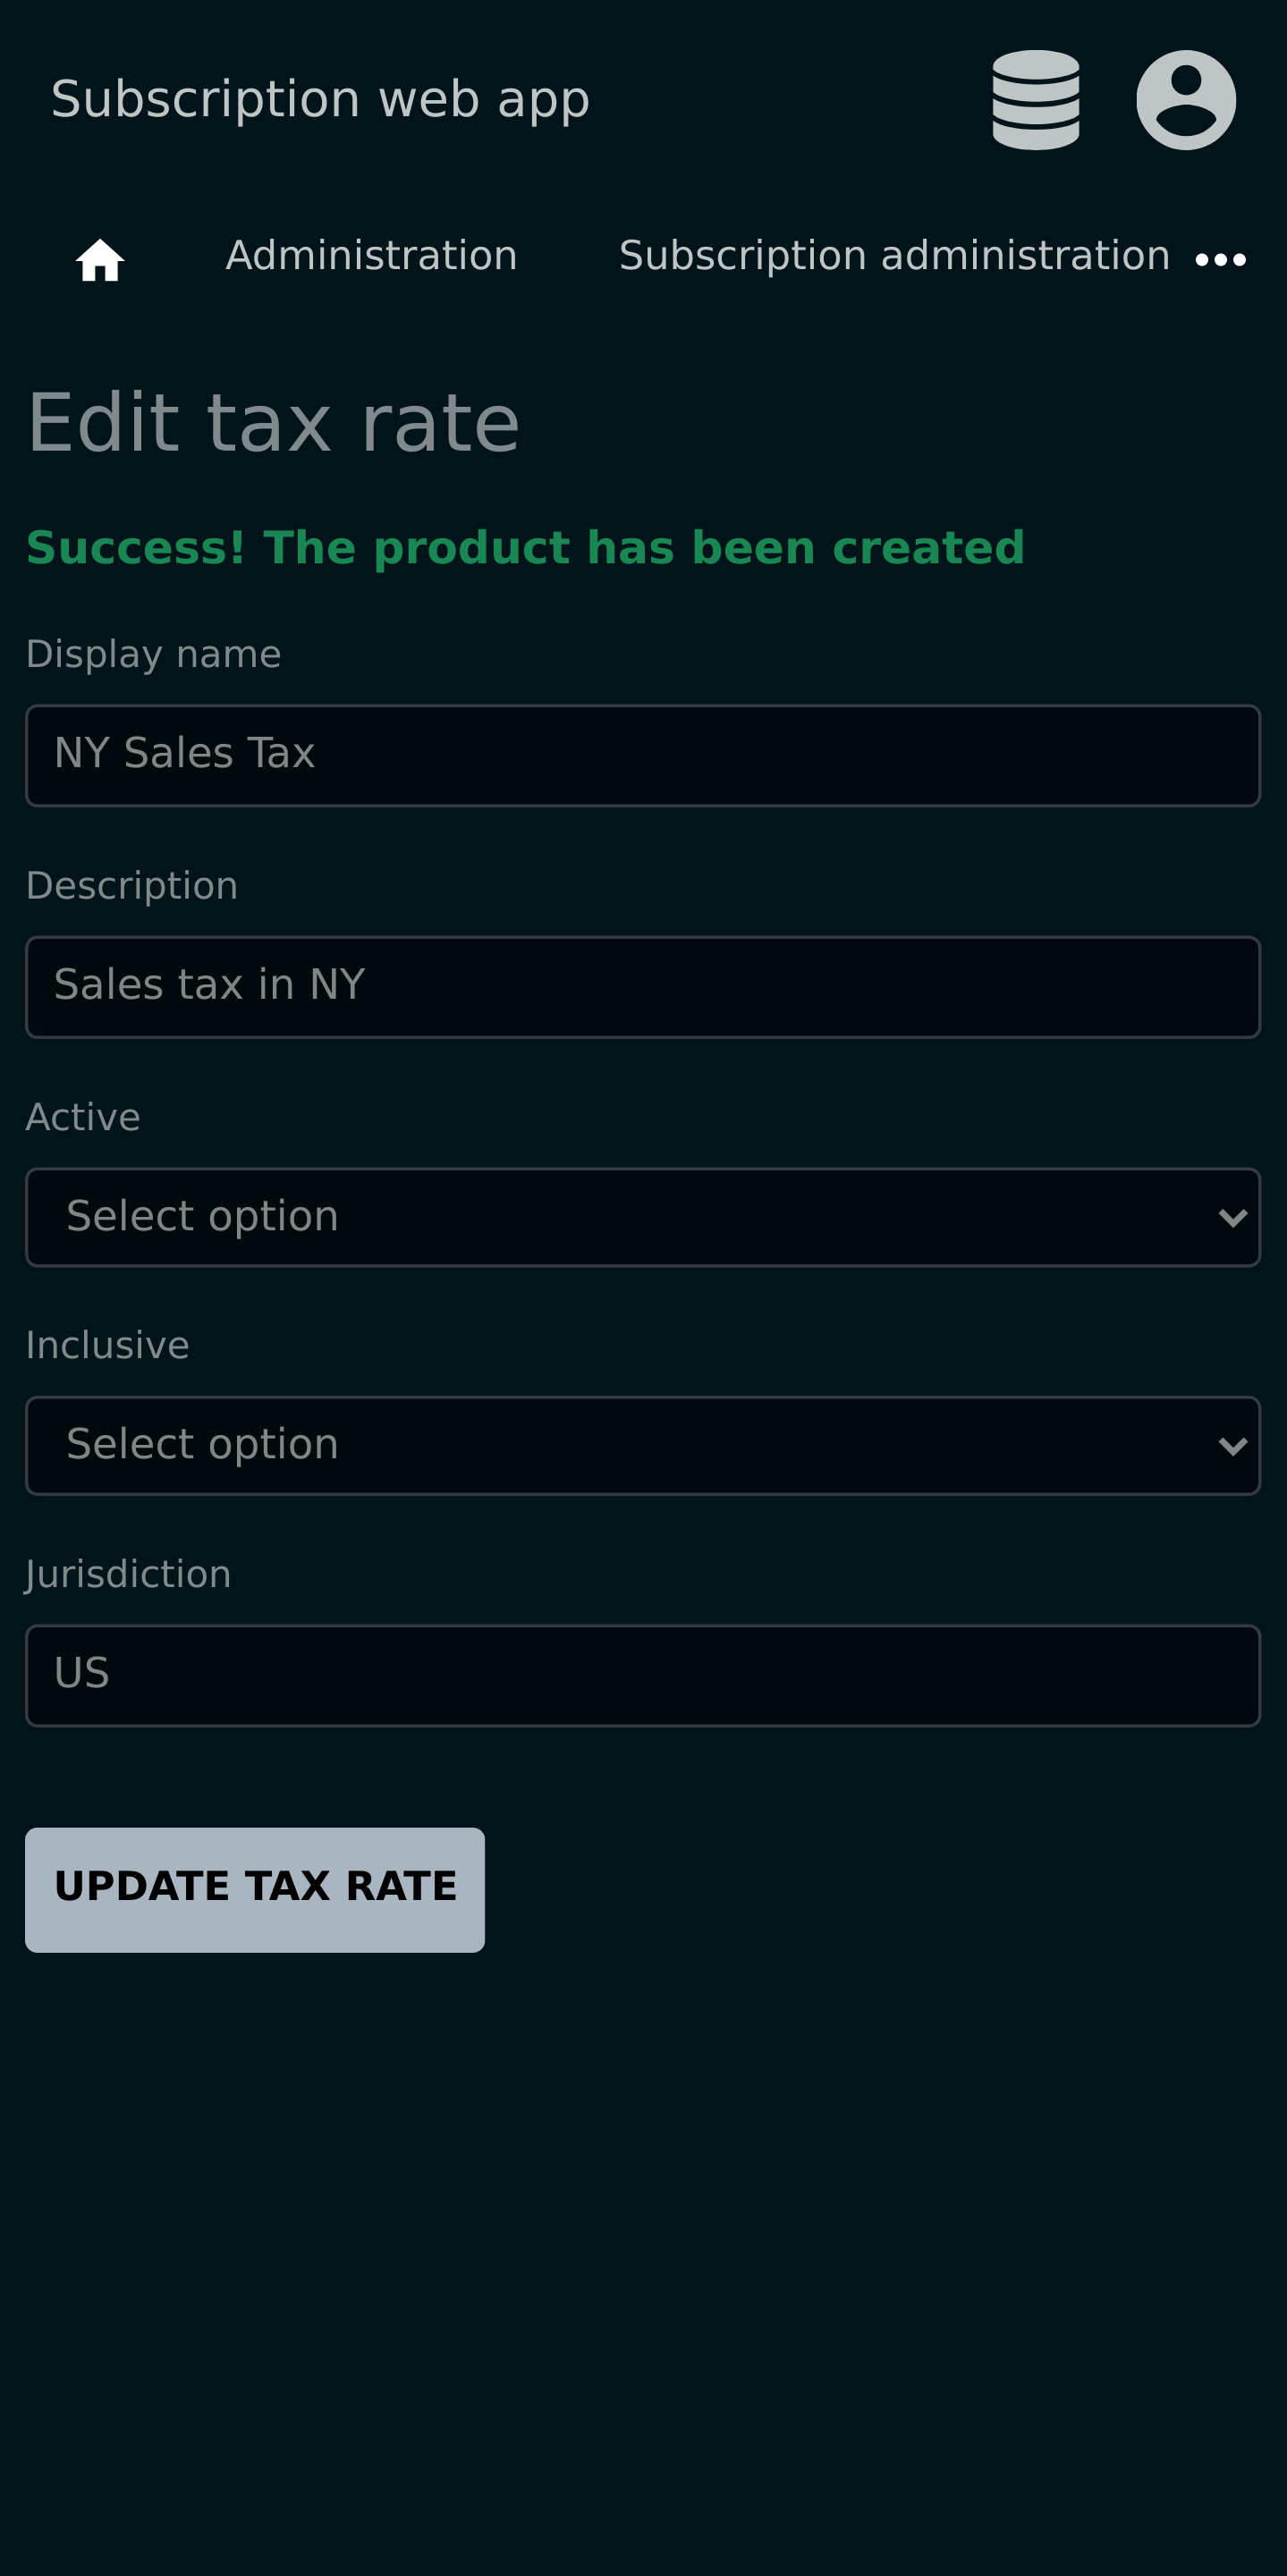 Subscription web app
Administration Subscription administration
Edit tax rate
Success! The product has been created
Display name
NY Sales Tax
Description
Sales tax in NY
Active
Select option
Inclusive
Select option
Jurisdiction
US
UPDATE TAX RATE